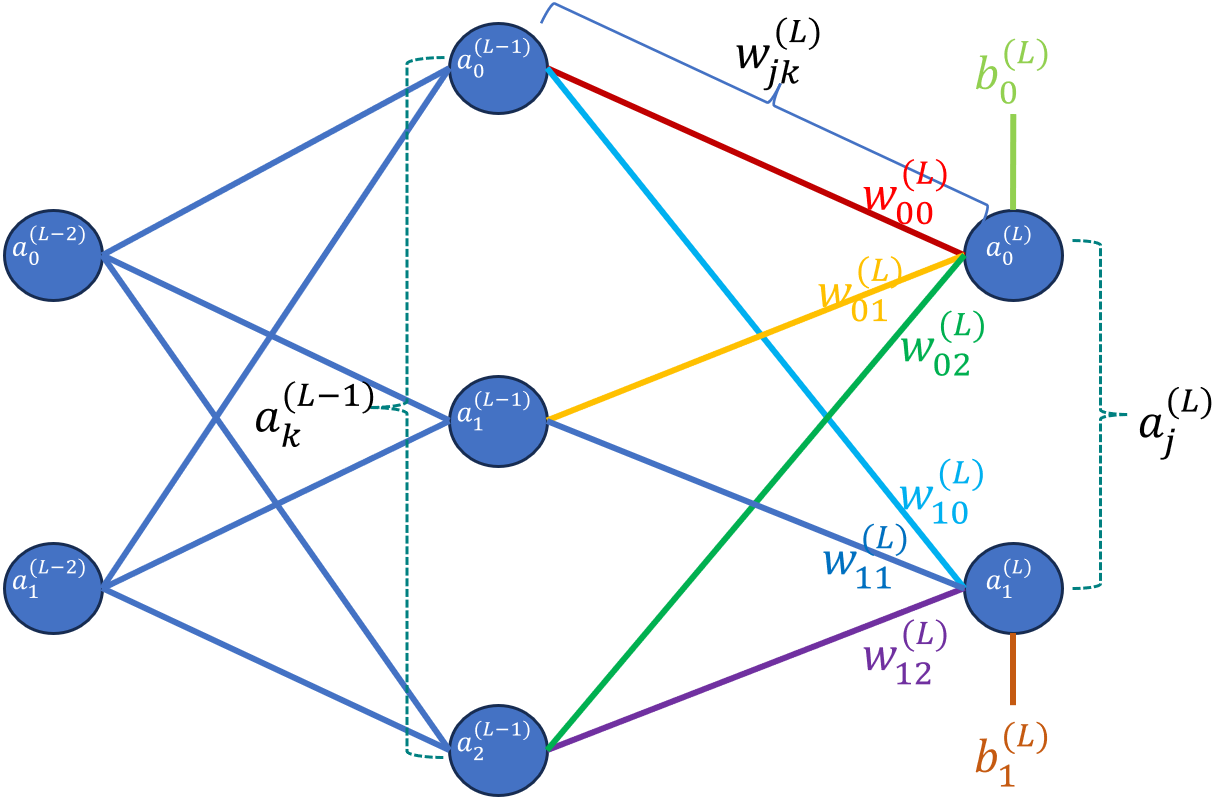 a_0^{(L-1)}
w_{jk}^{(L)}
b_0^{(L)}
w_{00}^{(L)}
a_0^{(L-2)}
a_0^{(L)}
w_{01}^{(L)}
w_{02}^{(L)}
a_k^{(L-1)}
a_1^{(L-1)}
a_j^{(L)}
w_{10}^{(L)}
w_{11}^{(L)}
a_1^{(L-2)}
a_1^{(L)}
w_{12}^{(L)}
a_2^{(L-1)}
b_1^{(L)}